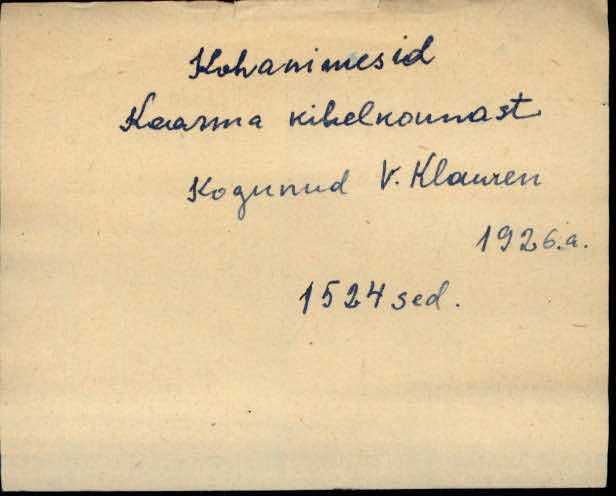 Kohanimesid
Kaarma kihelkonnast
Kogunud V. Klauren
1926.a.
1524 sed.